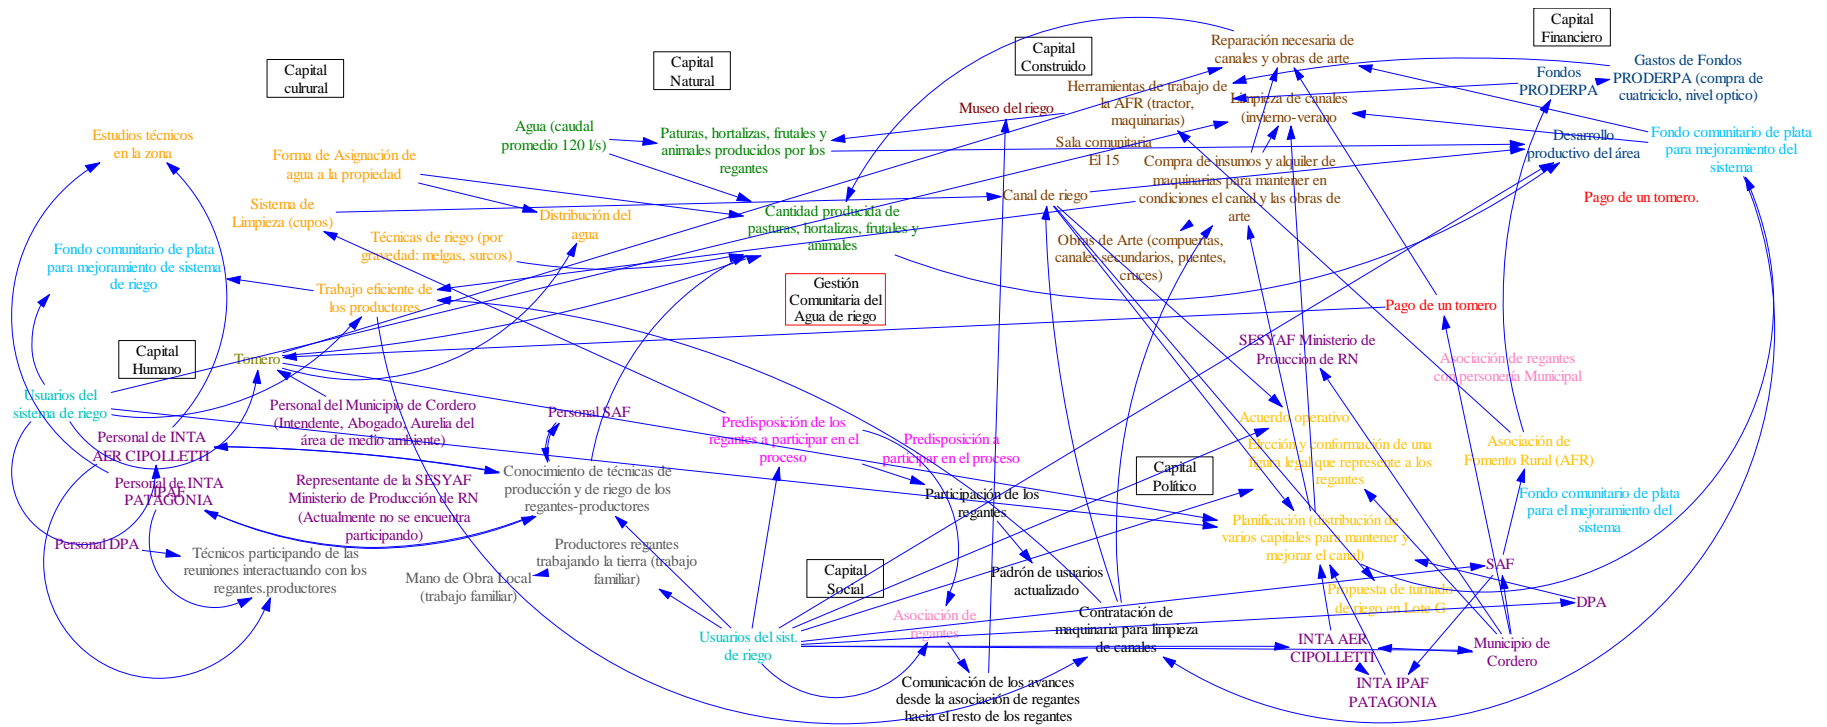 Capital
culrural
Capital
Natural
Capital
Construido
Capital
Financiero
Reparación necesaria de
canales y obras de arte
Gastos de Fondos
PRODERPA (compra de
cuatriciclo, nivel optico)
Fondos
PRODERPA
Herramientas de trabajo de
la AFR (tractor,
maquinarias)
Limpieza de canales
(invierno-verano
Museo del riego
Estudios técnicos
en la zona
Agua (caudal
promedio 120 l/s)
Paturas, hortalizas, frutales y
animales producidos por los
regantes
Sala comunitaria
El 15
Desarrollo
productivo del área
Fondo comunitario de plata
para mejoramiento del
sistema
Forma de Asignación de
agua a la propiedad
Compra de insumos y alquiler de
maquinarias para mantener en
condiciones el canal y las obras de
arte
Canal de riego
Pago de un tomero.
Sistema de
Limpieza (cupos)
Distribución del
agua
Cantidad producida de
pasturas, hortalizas, frutales y
animales
Técnicas de riego (por
gravedad: melgas, surcos)
Obras de Arte (compuertas,
canales secundarios, puentes,
cruces)
Fondo comunitario de plata
para mejoramiento de sistema
de riego
Trabajo eficiente de
los productores
Gestión
Comunitaria del
Agua de riego
Pago de un tomero
Capital
Humano
Tomero
SESYAF Ministerio de
Prouccion de RN
Asociación de regantes
con personería Municipal
Usuarios del
sistema de riego
Personal del Municipio de Cordero
(Intendente, Abogado, Aurelia del
área de medio ambiente)
Personal SAF
Predisposición de los
regantes a participar en el
proceso
Predisposición a
participar en el proceso
Acuerdo operativo
Elección y conformación de una
figura legal que represente a los
regantes
Asociación de
Fomento Rural (AFR)
Personal de INTA
AER CIPOLLETTI
Personal de INTA
IPAF
PATAGONIA
Representante de la SESYAF
Ministerio de Producción de RN
(Actualmente no se encuentra
participando)
Conocimiento de técnicas de
producción y de riego de los
regantes-productores
Capital
Político
Participación de los
regantes
Fondo comunitario de plata
para el mejoramiento del
sistema
Planificación (distribución de
varios capitales para mantener y
mejorar el canal)
Personal DPA
Técnicos participando de las
reuniones interactuando con los
regantes.productores
Productores regantes
trabajando la tierra (trabajo
familiar)
Mano de Obra Local
(trabajo familiar)
Capital
Social
Padrón de usuarios
actualizado
SAF
Propuesta de turnado
de riego en Lote G
DPA
Asociación de
regantes
Contratación de
maquinaria para limpieza
de canales
Usuarios del sist.
de riego
INTA AER
CIPOLLETTI
Municipio de
Cordero
INTA IPAF
PATAGONIA
Comunicación de los avances
desde la asociación de regantes
hacia el resto de los regantes